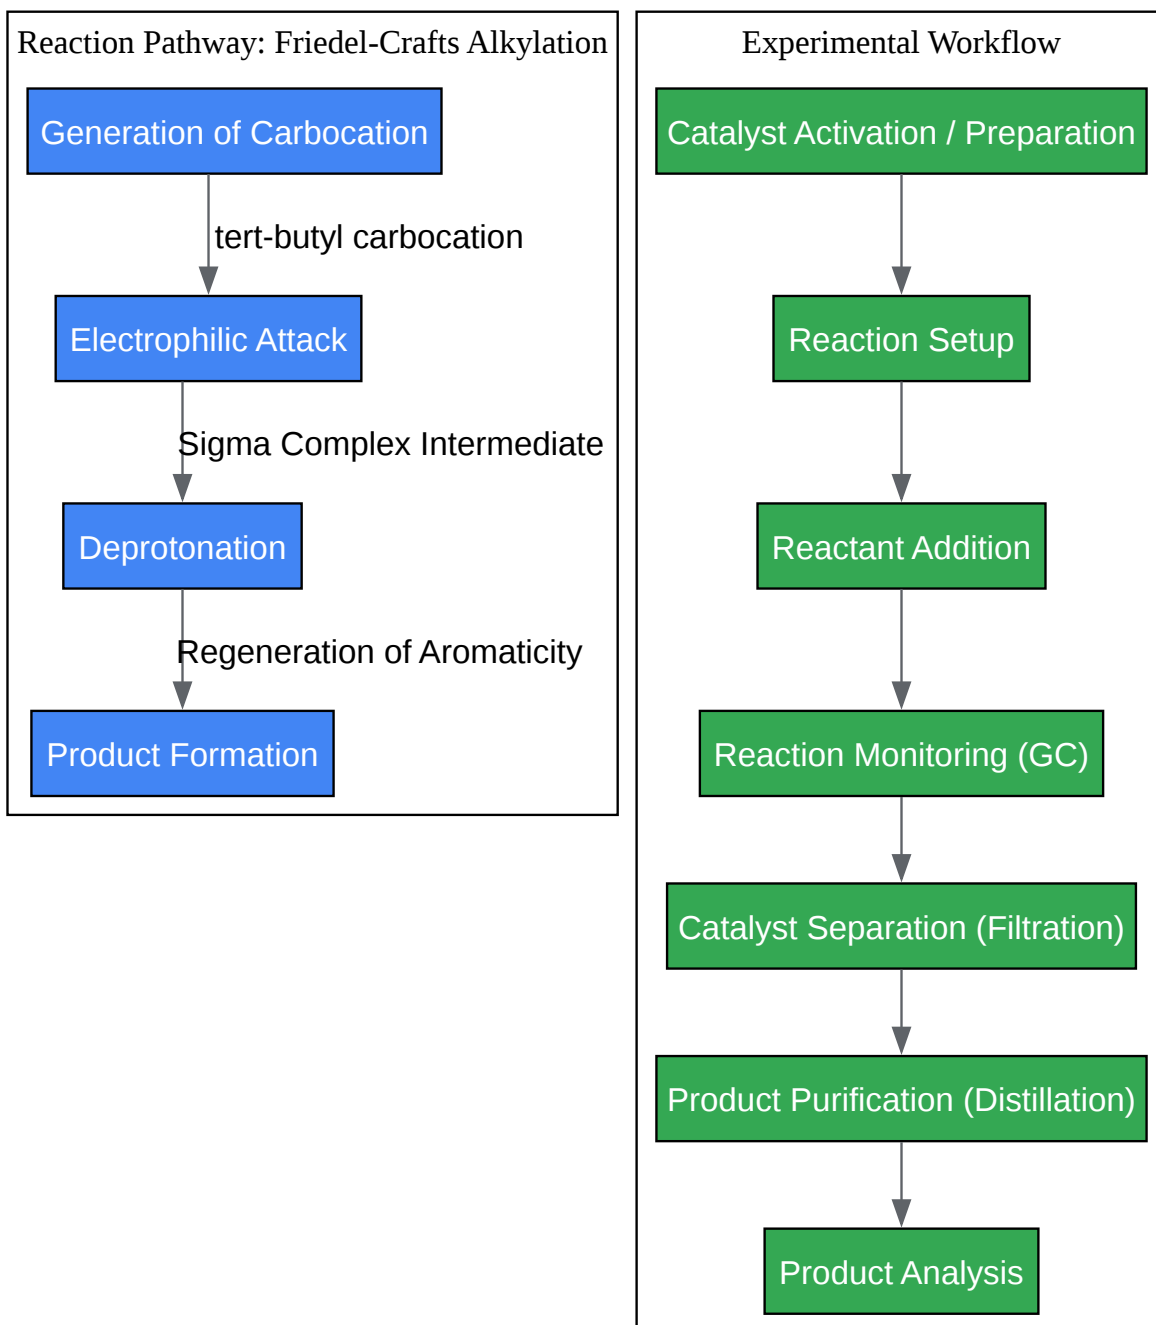 Reaction Pathway: Friedel-Crafts Alkylation
Generation of Carbocation
tert-butyl carbocation
Electrophilic Attack
Sigma Complex Intermediate
Deprotonation
Regeneration of Aromaticity
Product Formation
Experimental Workflow
Catalyst Activation / Preparation
Reaction Setup
Reactant Addition
Reaction Monitoring (GC)
Catalyst Separation (Filtration)
Product Purification (Distillation)
Product Analysis